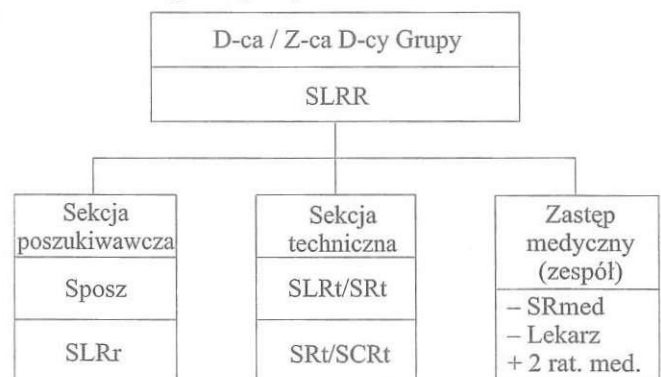 D-ca / Z-ca D-cy Grupy
SLRR
Sekcja
poszukiwawcza
Sposz
SLRr
Sekcja
techniczna
SLRt/SRt
SRt/SCRt
Zastęp
medyczny
(zespół)
– SRmed
– Lekarz
+ 2 rat. med.